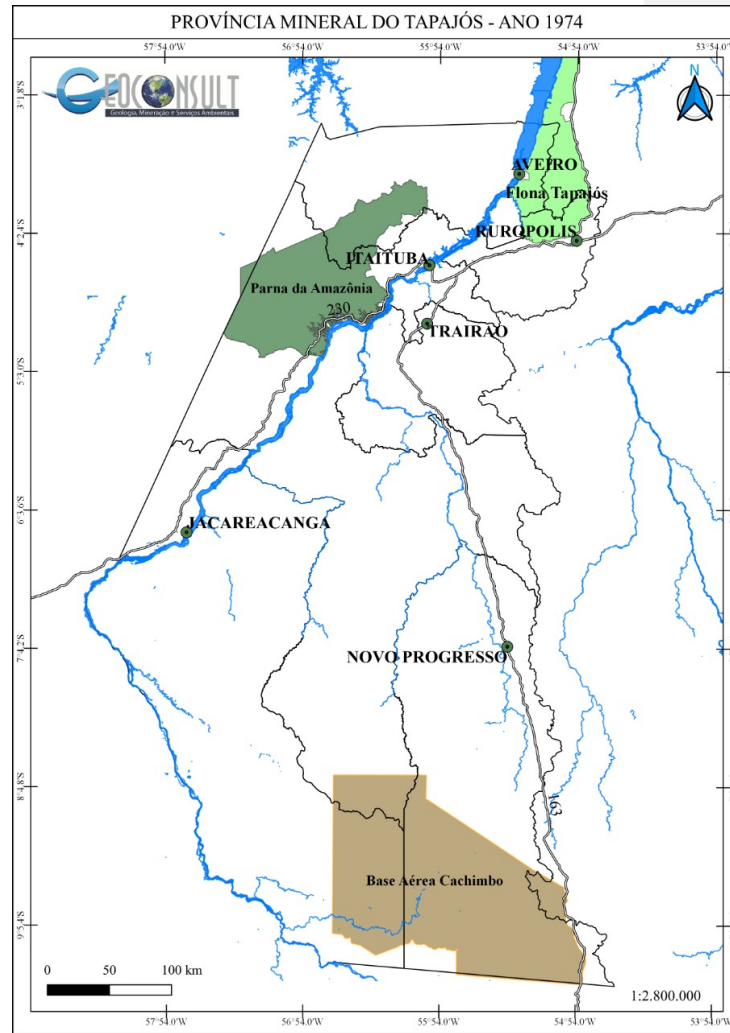 PROVÍNCIA MINERAL DO TAPAJÓS - ANO 1974
57°54.0'W
56°54.0'W
55°54.0'W
54°54.0'W
53°54.0'W
GEOCONSULT
Geologia, Mineração e Serviços Ambientais
N
3°1.8'S
AVEIRO
Flona Tapajós
4°2.4'S
RUROPOLIS
ITAITUBA
Parna da Amazônia
230
TRAIRAO
5°3.0'S
6°3.6'S
JACAREACANGA
7°4.2'S
NOVO PROGRESSO
8°4.8'S
163
Base Aérea Cachimbo
9°5.4'S
0 50 100 km
1:2.800.000
57°54.0'W
56°54.0'W
55°54.0'W
54°54.0'W
53°54.0'W